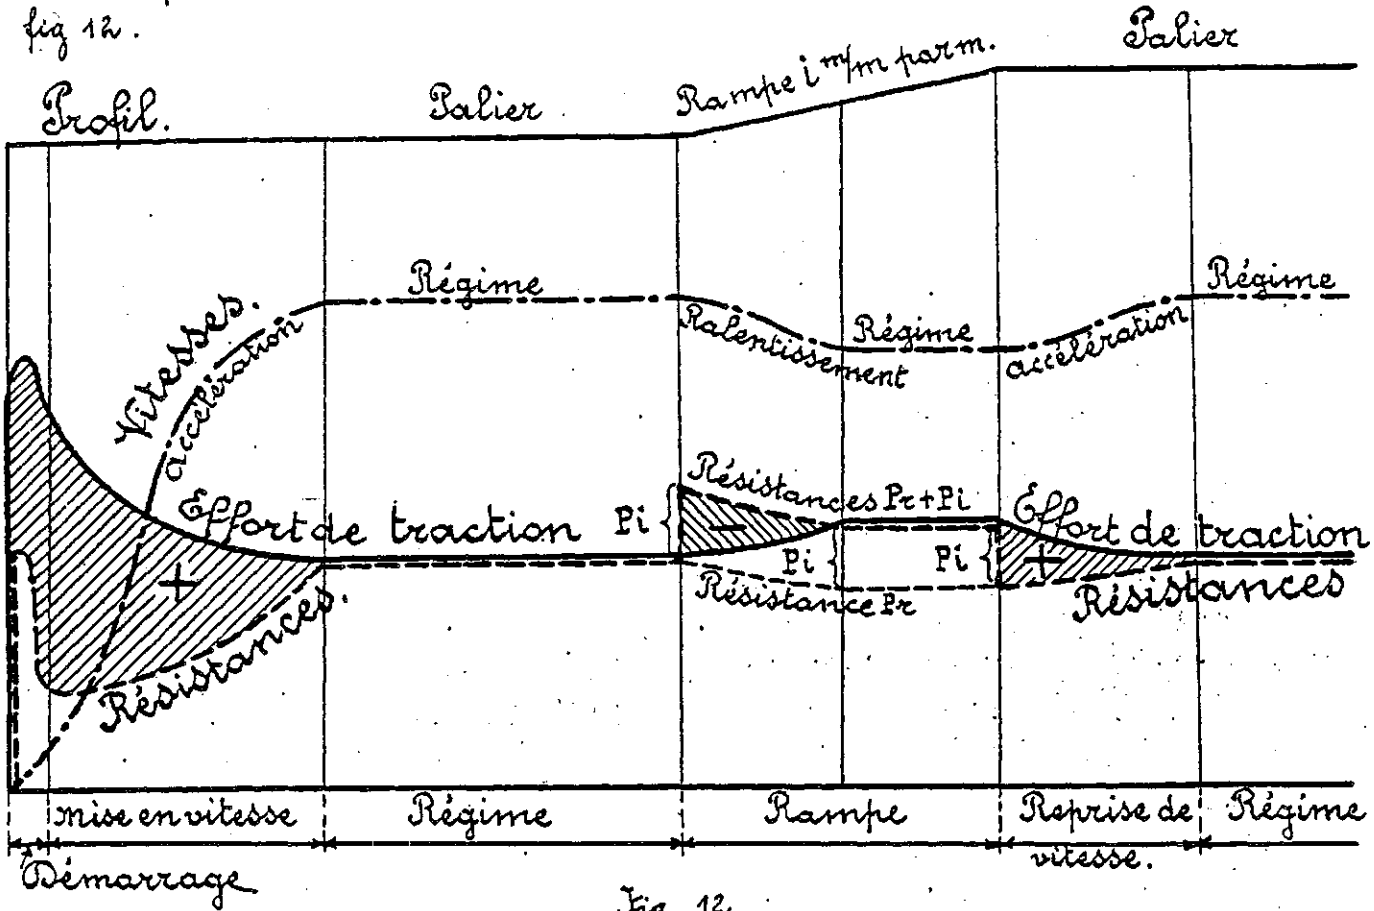 fig 12.
Profil.
Palier
Rampe i m/m par m.
Palier
Vitesses.
accélération
Régime
Ralentissement
Régime
accélération
Régime
Effort de traction
+
Résistances.
Pi
Résistances Pr+Pi
-
Pi
Résistance Pr
Pi
Effort de traction
+
Résistances
Démarrage
mise en vitesse
Régime
Rampe
Reprise de
vitesse.
Régime
Fig 12